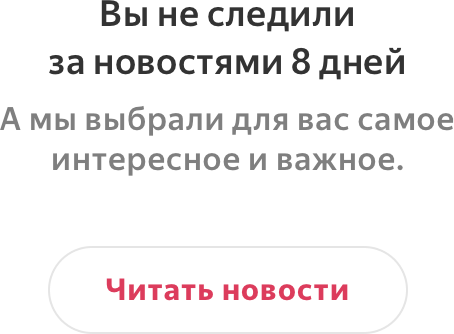 Вы не следили
за новостями 8 дней
А мы выбрали для вас самое
интересное и важное.
Читать новости